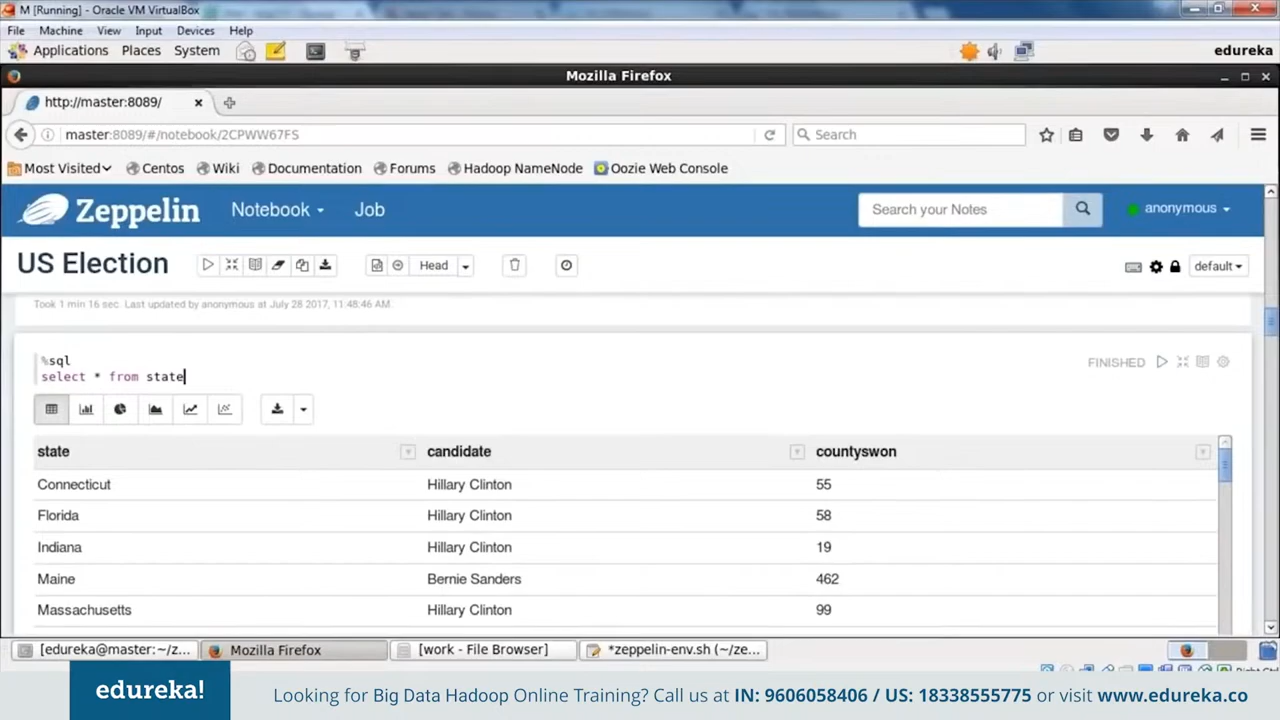 M [Running] - Oracle VM VirtualBox
File Machine View Input Devices Help
Applications Places System edureka
Mozilla Firefox
http://master:8089/
master:8089/#/notebook/2CPWW67FS Search
Most Visited Centos Wiki Documentation Forums Hadoop NameNode Oozie Web Console
Zeppelin Notebook Job Search your Notes anonymous
US Election Head default
Took 1 min 16 sec. Last updated by anonymous at July 28 2017, 11:48:46 AM.
%sql
FINISHED
select * from state
state candidate countyswon
Connecticut Hillary Clinton 55
Florida Hillary Clinton 58
Indiana Hillary Clinton 19
Maine Bernie Sanders 462
Massachusetts Hillary Clinton 99
[edureka@master:~/z... Mozilla Firefox [work - File Browser] *zeppelin-env.sh (~/ze...
edureka! Looking for Big Data Hadoop Online Training? Call us at IN: 9606058406 / US: 18338555775 or visit www.edureka.co